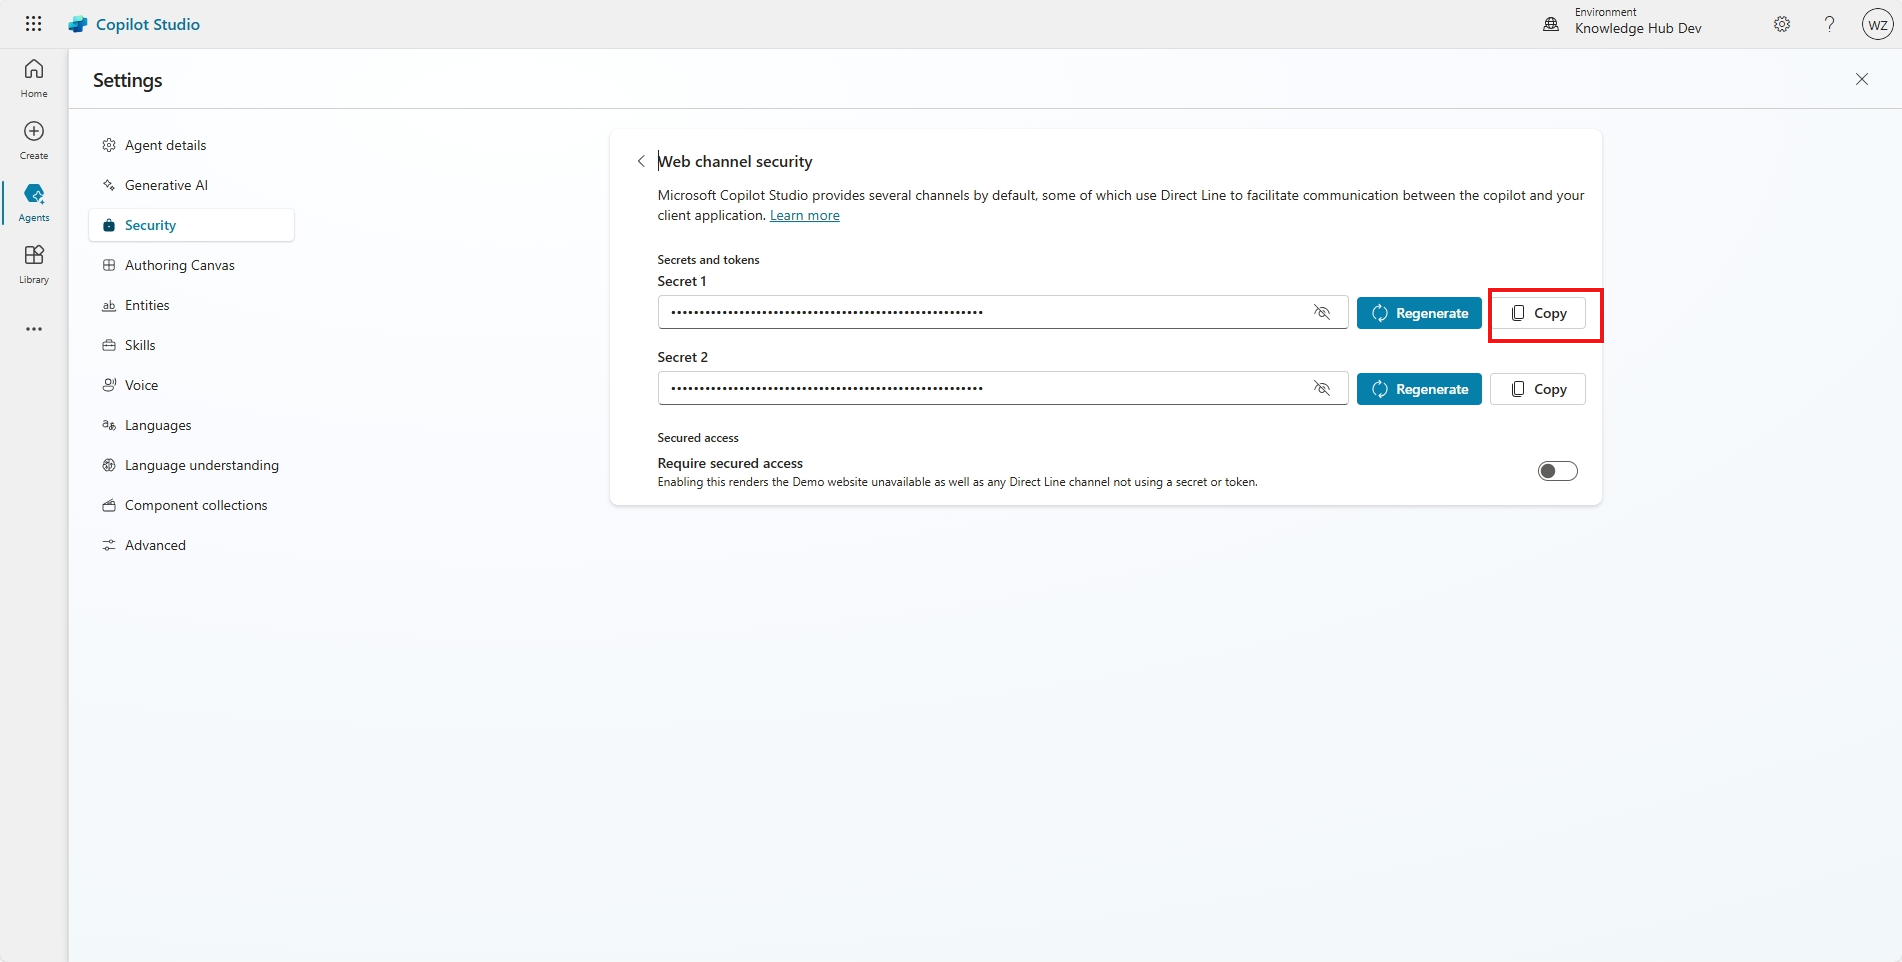 Copilot Studio
Environment
Knowledge Hub Dev
WZ
Home
Create
Agents
Library
Settings
Agent details
Generative AI
Security
Authoring Canvas
ab Entities
Skills
Voice
Languages
Language understanding
Component collections
Advanced
Web channel security
Microsoft Copilot Studio provides several channels by default, some of which use Direct Line to facilitate communication between the copilot and your
client application. Learn more
Secrets and tokens
Secret 1
Regenerate
Copy
Secret 2
Regenerate
Copy
Secured access
Require secured access
Enabling this renders the Demo website unavailable as well as any Direct Line channel not using a secret or token.